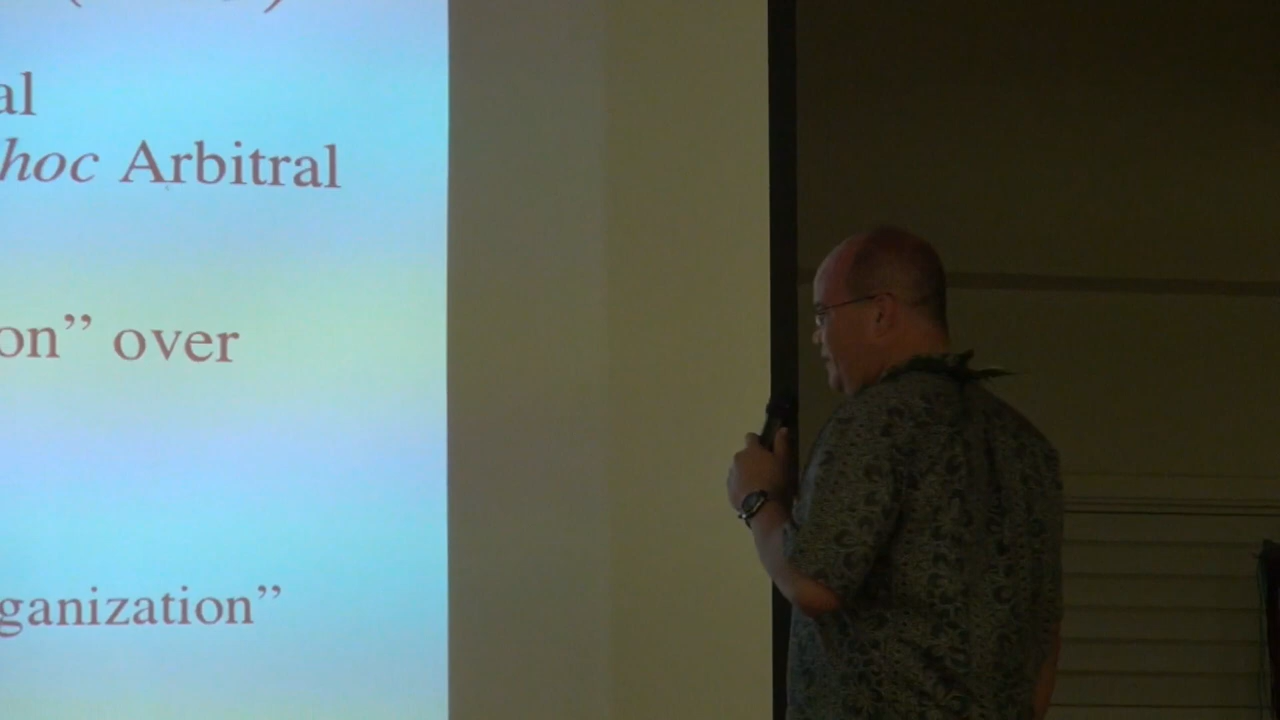 al
hoc Arbitral
on” over
ganization”